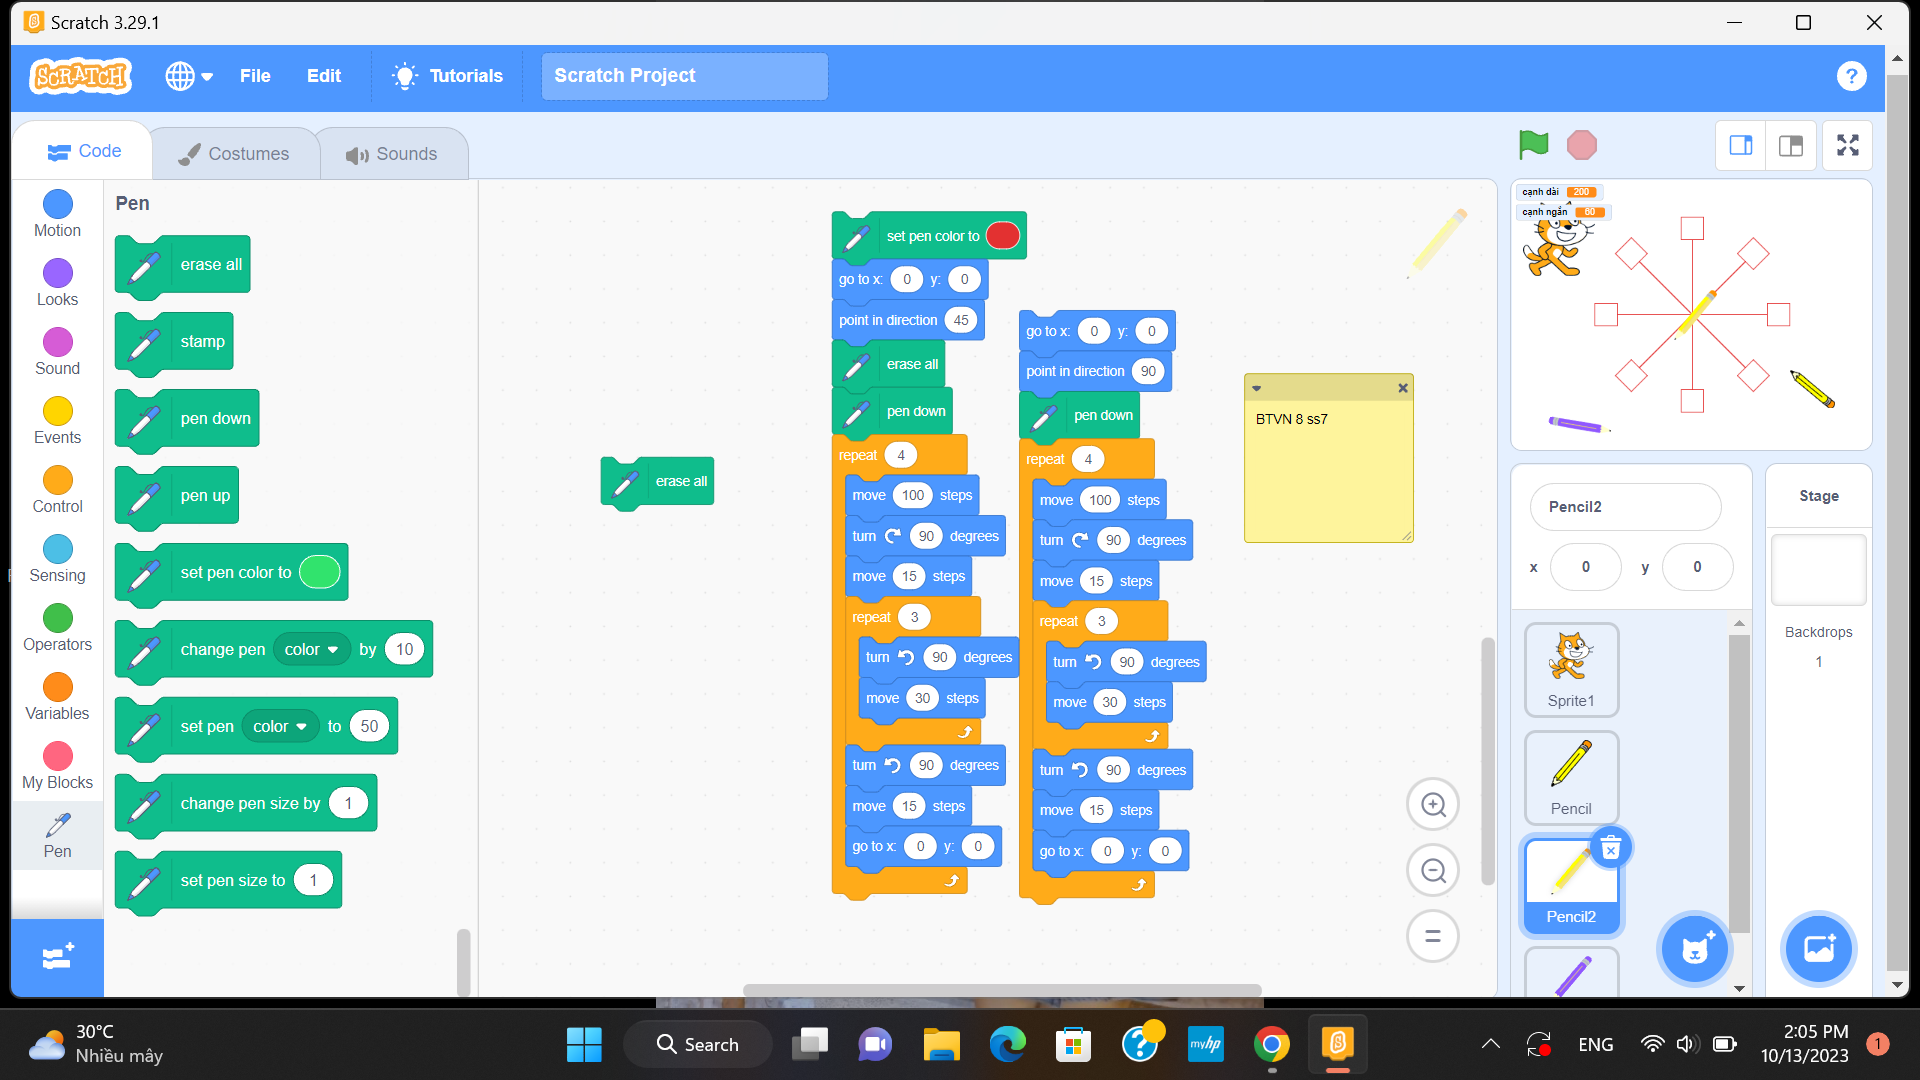 Scratch 3.29.1
SCRATCH
File
Edit
Tutorials
Scratch Project
?
Code
Costumes
Sounds
Motion
Looks
Sound
Events
Control
Sensing
Operators
Variables
My Blocks
Pen
Pen
erase all
stamp
pen down
pen up
set pen color to
change pen color by 10
set pen color to 50
change pen size by 1
set pen size to 1
erase all
set pen color to
go to x: 0 y: 0
point in direction 45
erase all
pen down
repeat 4
move 100 steps
turn 90 degrees
move 15 steps
repeat 3
turn 90 degrees
move 30 steps
turn 90 degrees
move 15 steps
go to x: 0 y: 0
go to x: 0 y: 0
point in direction 90
pen down
repeat 4
move 100 steps
turn 90 degrees
move 15 steps
repeat 3
turn 90 degrees
move 30 steps
turn 90 degrees
move 15 steps
go to x: 0 y: 0
BTVN 8 ss7
cạnh dài 200
cạnh ngắn 60
Pencil2
x 0 y 0
Sprite1
Pencil
Pencil2
Stage
Backdrops
1
30°C
Nhiều mây
Search
myhp
ENG
2:05 PM
10/13/2023
1